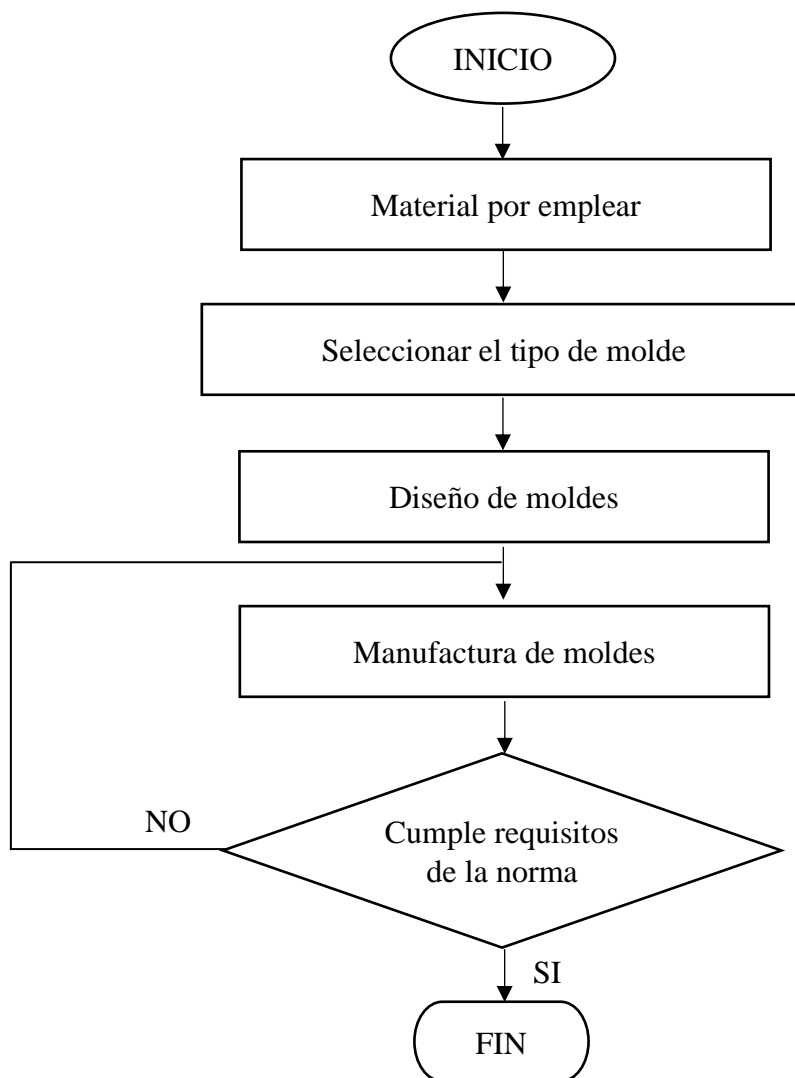 INICIO
Material por emplear
Seleccionar el tipo de molde
Diseño de moldes
Manufactura de moldes
NO
Cumple requisitos
de la norma
SI
FIN